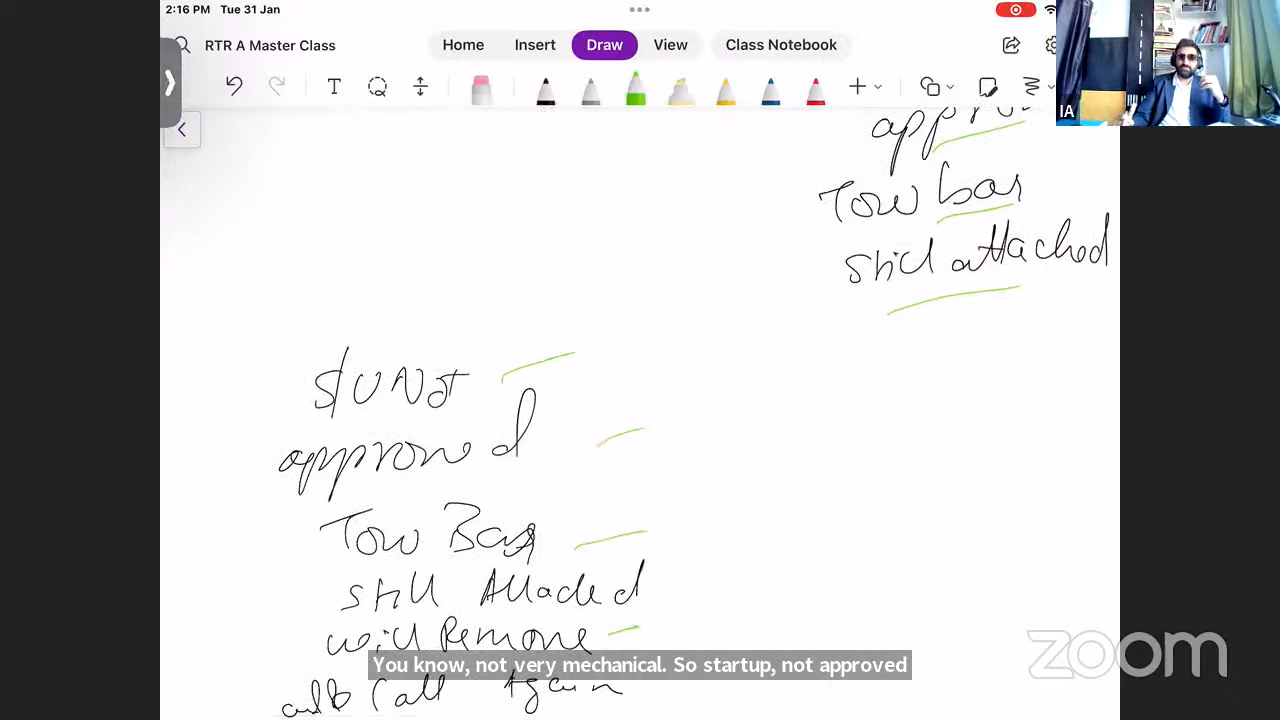 2:16 PM Tue 31 Jan
RTR A Master Class
Home Insert Draw View Class Notebook
T
IA
Tow bar
still attached
S/U Not
approved
Tow Bar
still Attached
will Remove
Call Again
You know, not very mechanical. So startup, not approved
zoom